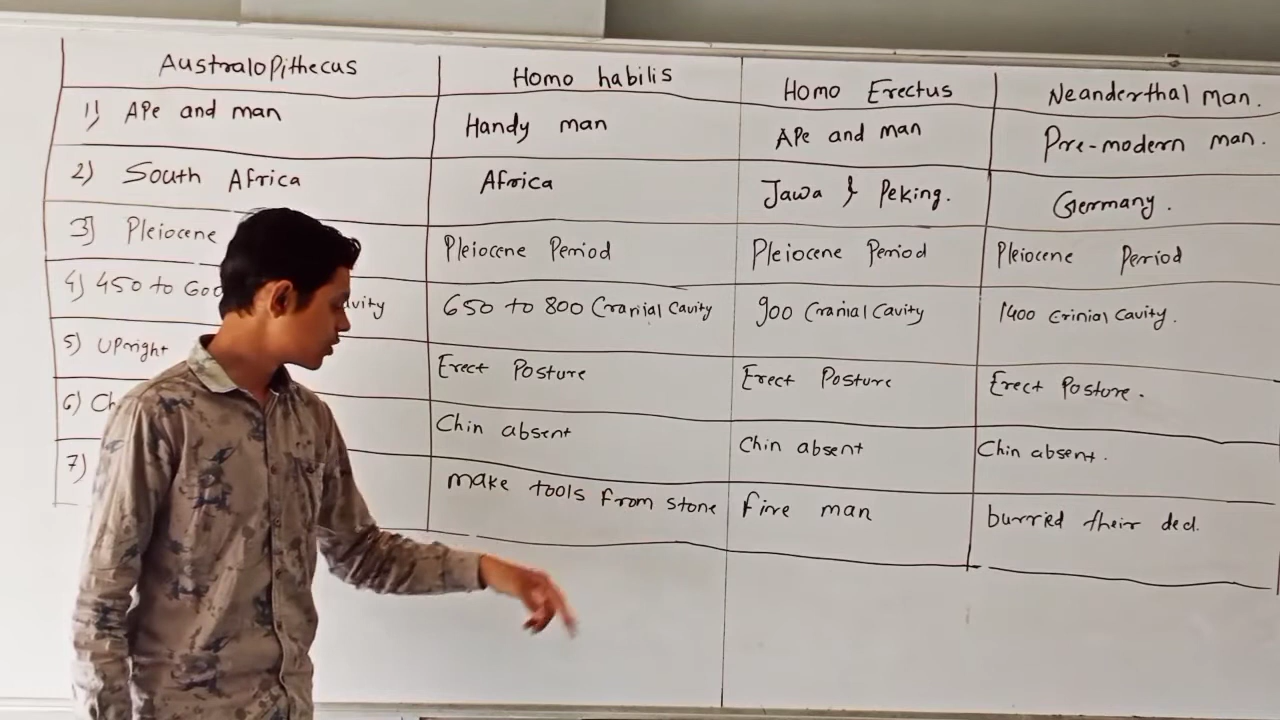 Australopithecus Homo habilis Homo Erectus Neanderthal man.
1) Ape and man Handy man Ape and man Pre-modern man.
2) South Africa Africa Jawa & Peking. Germany.
3) Pleiocene Pleiocene Period Pleiocene Period Pleiocene Period
4) 450 to 600 avity 650 to 800 Cranial Cavity 900 Cranial Cavity 1400 Crinial Cavity.
5) Upright Erect Posture Erect Posture Erect Posture.
6) Ch Chin absent Chin absent Chin absent.
7) make tools from stone fire man burried their ded.